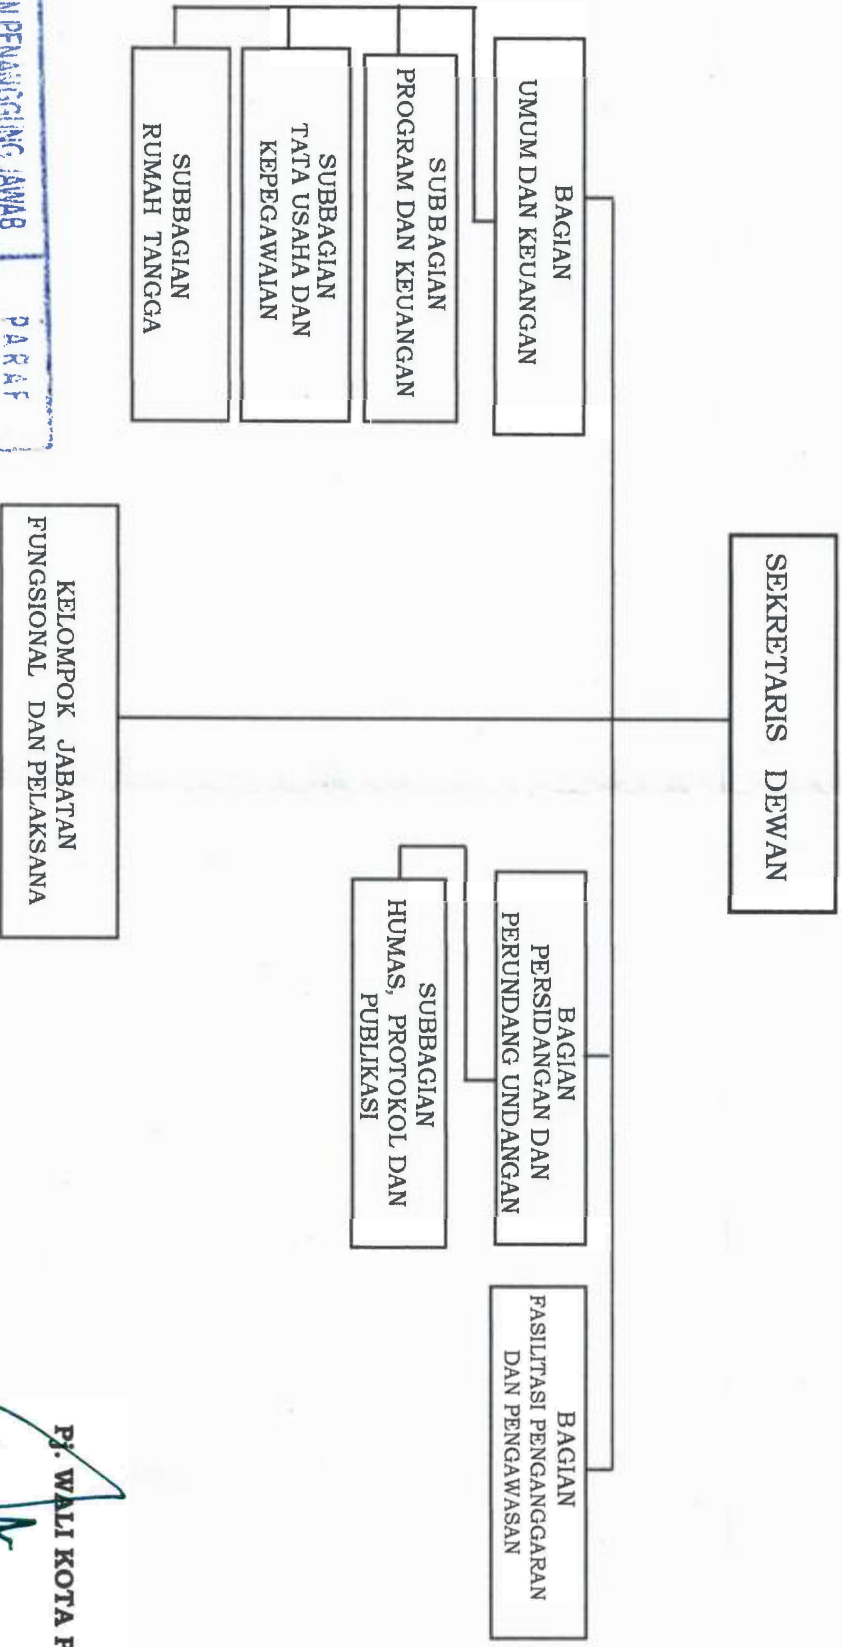 SEKRETARIS DEWAN
BAGIAN
UMUM DAN KEUANGAN
SUBBAGIAN
PROGRAM DAN KEUANGAN
SUBBAGIAN
TATA USAHA DAN
KEPEGAWAIAN
SUBBAGIAN
RUMAH TANGGA
BAGIAN
PERSIDANGAN DAN
PERUNDANG UNDANGAN
SUBBAGIAN
HUMAS, PROTOKOL DAN
PUBLIKASI
BAGIAN
FASILITASI PENGANGGARAN
DAN PENGAWASAN
KELOMPOK JABATAN
FUNGSIONAL DAN PELAKSANA
PENANGGUNG JAWAB
PARAF
Pj. WALI KOTA